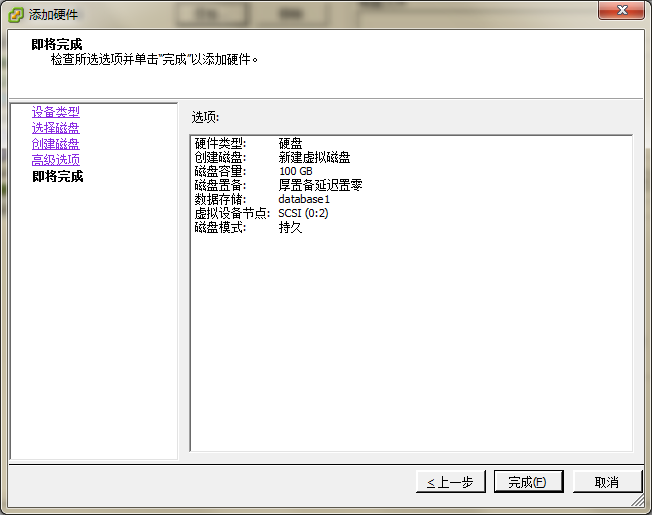 添加硬件
即将完成
检查所选选项并单击"完成"以添加硬件。
设备类型
选择磁盘
创建磁盘
高级选项
即将完成
选项:
硬件类型: 硬盘
创建磁盘: 新建虚拟磁盘
磁盘容量: 100 GB
磁盘置备: 厚置备延迟置零
数据存储: database1
虚拟设备节点: SCSI (0:2)
磁盘模式: 持久
< 上一步 完成(F) 取消